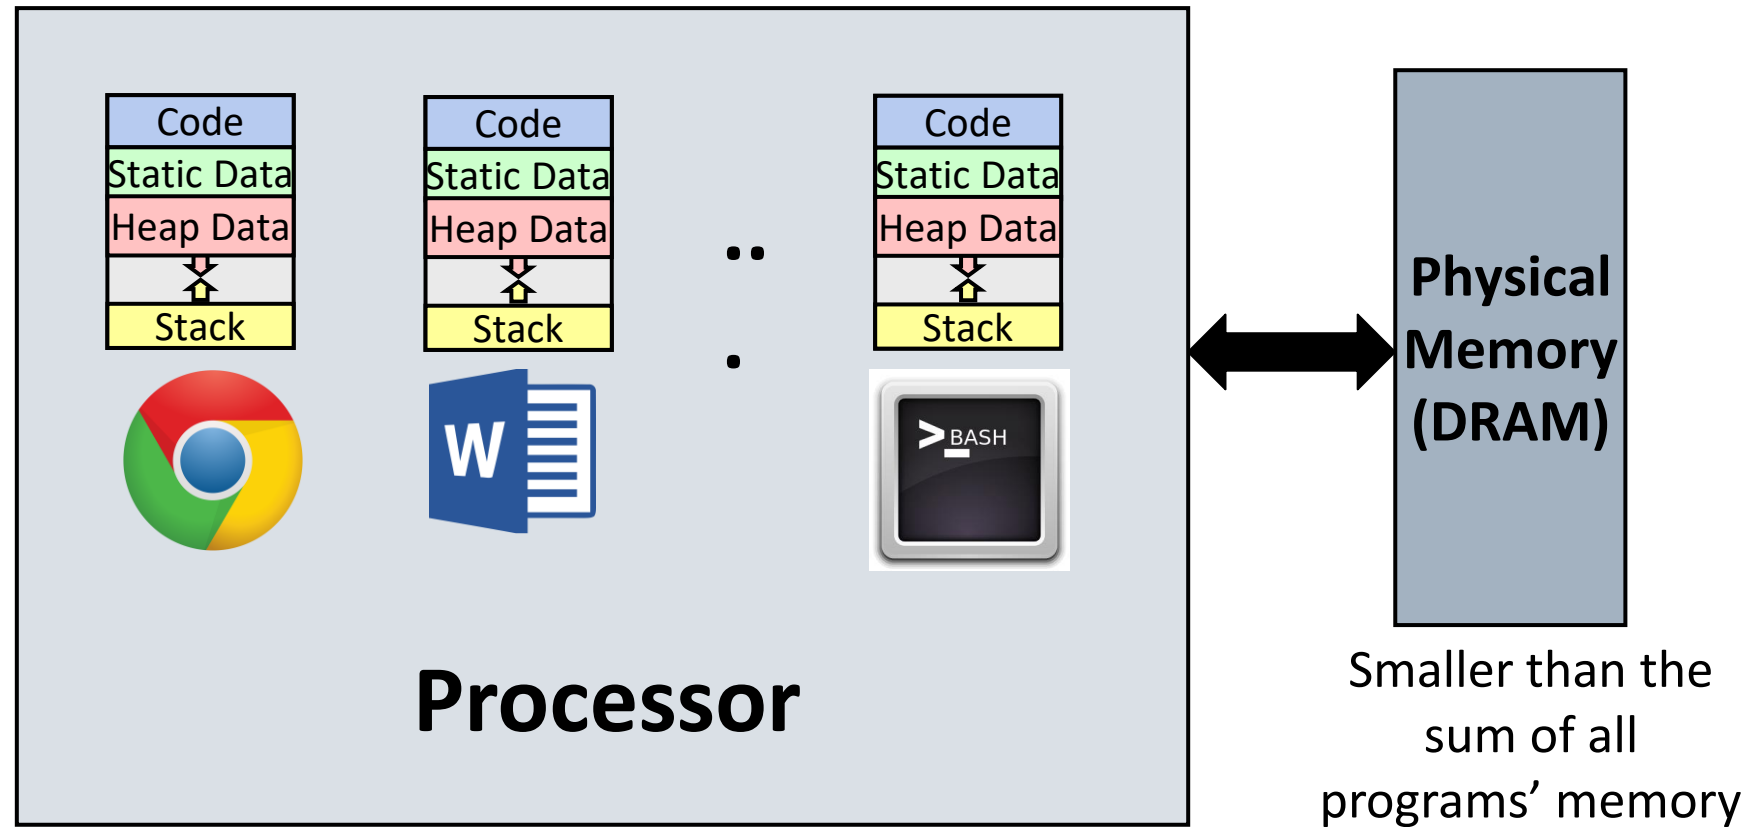 Code
Static Data
Heap Data
Stack
Code
Static Data
Heap Data
Stack
W
..
.
Code
Static Data
Heap Data
Stack
>_BASH
Processor
Physical
Memory
(DRAM)
Smaller than the
sum of all
programs’ memory